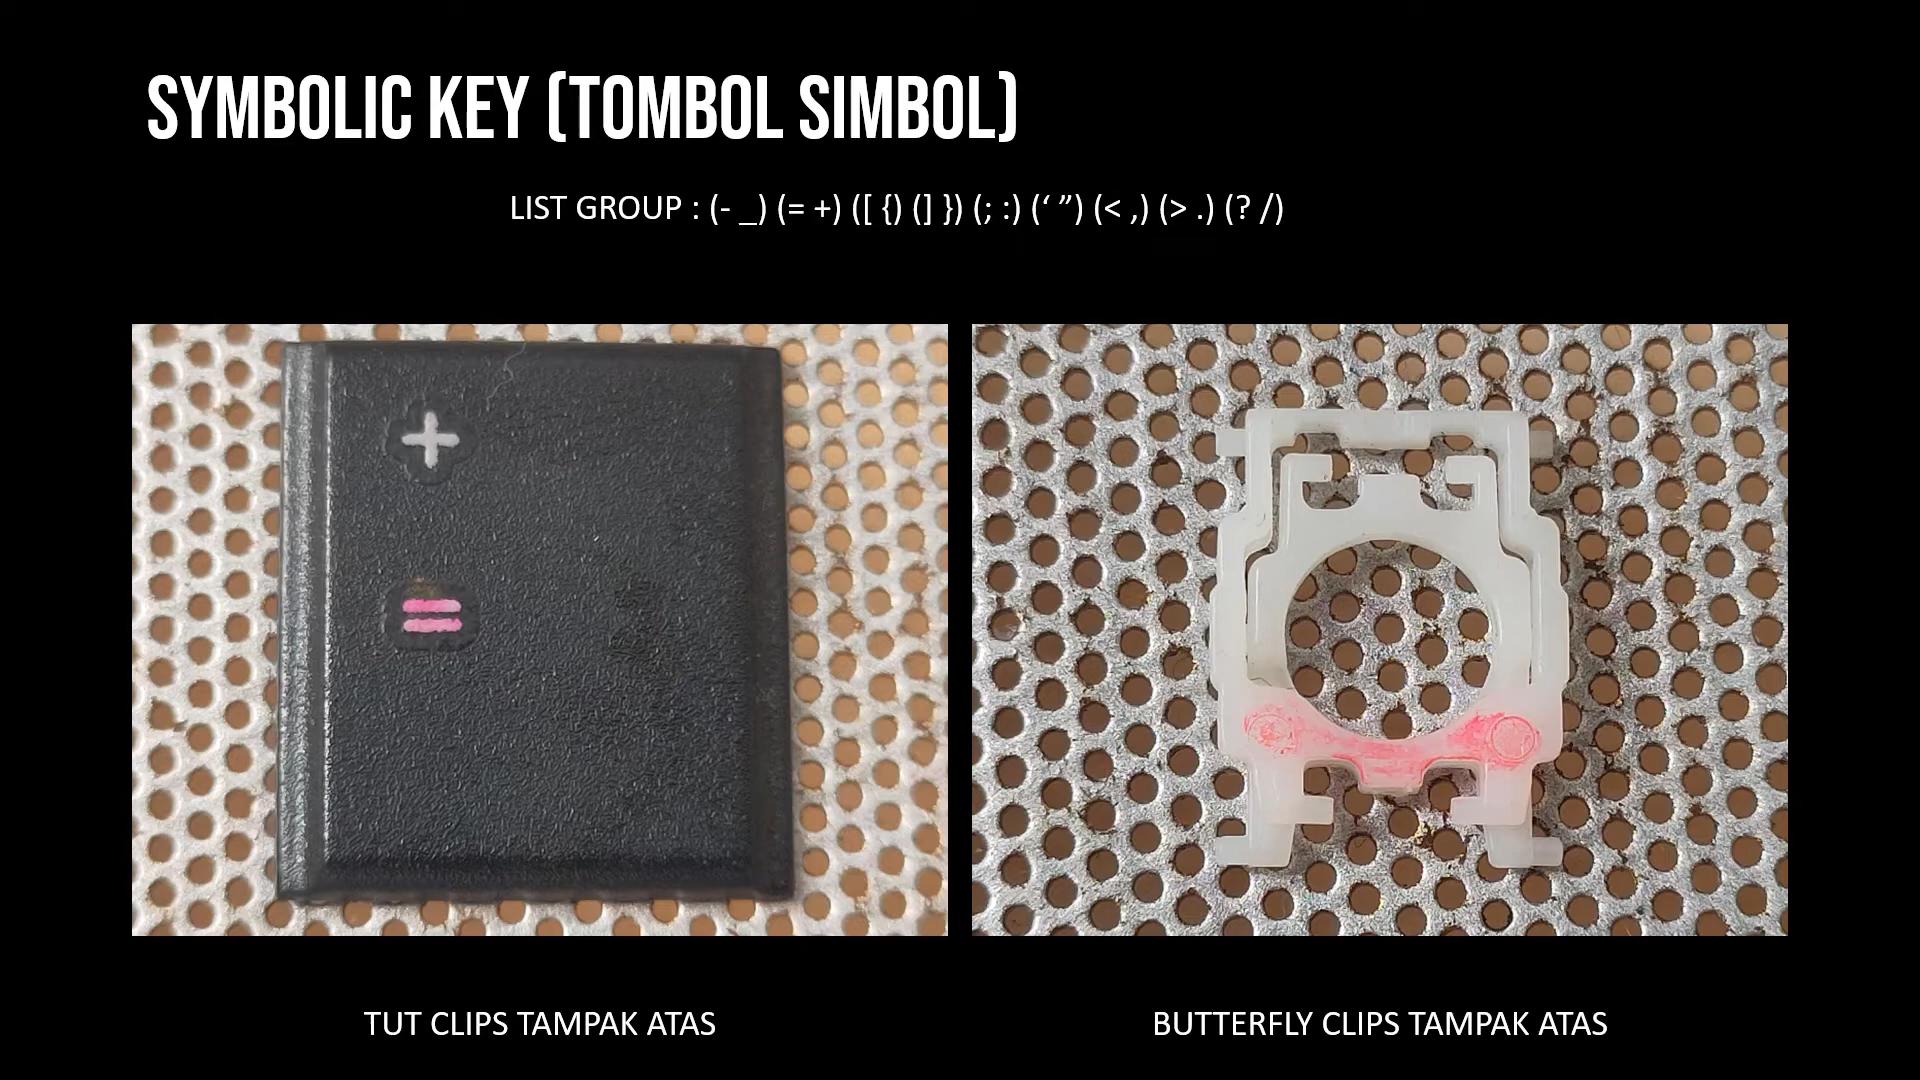 SYMBOLIC KEY (TOMBOL SIMBOL)
LIST GROUP : (- _) (= +) ([ {) (] }) (; :) (‘ ”) (< ,) (> .) (? /)
+
=
TUT CLIPS TAMPAK ATAS
BUTTERFLY CLIPS TAMPAK ATAS